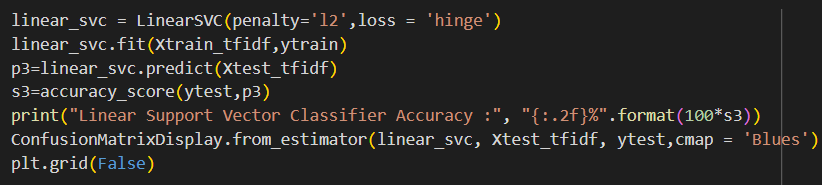 linear_svc = LinearSVC(penalty='l2',loss = 'hinge')
linear_svc.fit(Xtrain_tfidf,ytrain)
p3=linear_svc.predict(Xtest_tfidf)
s3=accuracy_score(ytest,p3)
print("Linear Support Vector Classifier Accuracy :", "{:.2f}%".format(100*s3))
ConfusionMatrixDisplay.from_estimator(linear_svc, Xtest_tfidf, ytest,cmap = 'Blues')
plt.grid(False)